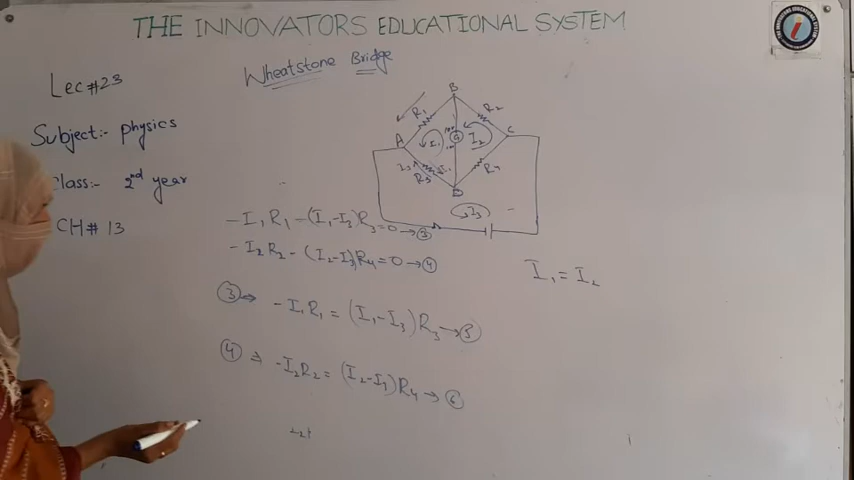 THE INNOVATORS EDUCATIONAL SYSTEM
Lec#23
Wheatstone Bridge
Subject:- physics
Class:- 2nd year
CH#13
B
R1
R2
A
I1
G
I2
C
R3
R4
D
I3
-I1R1-(I1-I3)R3=0→③
-I2R2-(I2-I3)R4=0→④
I1=I2
③⇒ -I1R1=(I1-I3)R3→⑤
④⇒ -I2R2=(I2-I3)R4→⑥